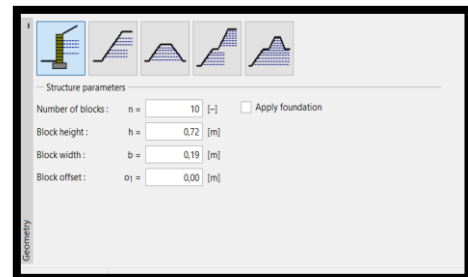 Structure parameters
Number of blocks : n = 10 [–] Apply foundation
Block height : h = 0,72 [m]
Block width : b = 0,19 [m]
Block offset : o1 = 0,00 [m]
Geometry